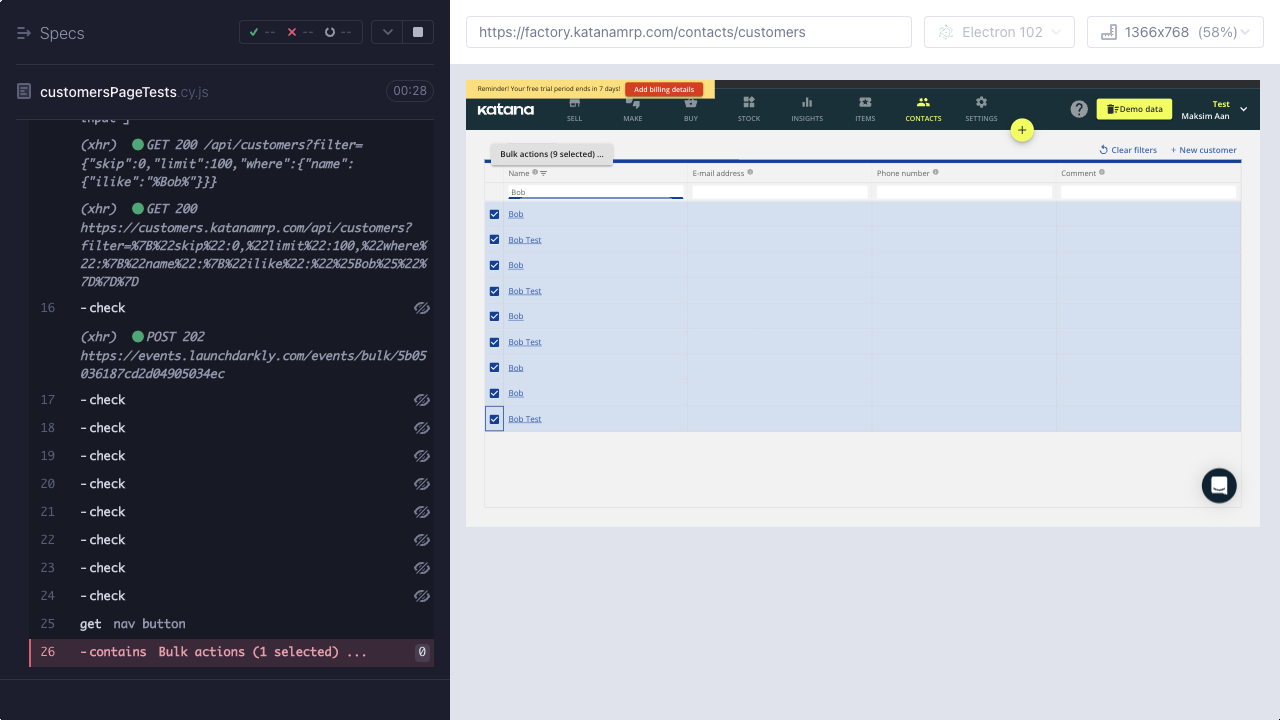 Specs
-- -- --
customersPageTests.cy.js
00:28
(xhr) GET 200 /api/customers?filter=
{"skip":0,"limit":100,"where":{"name":
{"ilike":"%Bob%"}}}
(xhr) GET 200
https://customers.katanamrp.com/api/customers?
filter=%7B%22skip%22:0,%22limit%22:100,%22where%
22:%7B%22name%22:%7B%22ilike%22:%22%25Bob%25%22%
7D%7D%7D
16 -check
(xhr) POST 202
https://events.launchdarkly.com/events/bulk/5b05
036187cd2d04905034ec
17 -check
18 -check
19 -check
20 -check
21 -check
22 -check
23 -check
24 -check
25 get nav button
26 -contains Bulk actions (1 selected) ... 0
https://factory.katanamrp.com/contacts/customers
Electron 102
1366x768 (58%)
Reminder! Your free trial period ends in 7 days! Add billing details
katana
SELL MAKE BUY STOCK INSIGHTS ITEMS CONTACTS SETTINGS
? Demo data
Test
Maksim Aan
+
Bulk actions (9 selected) ...
Clear filters + New customer
Name E-mail address Phone number Comment
Bob
Bob
Bob Test
Bob
Bob Test
Bob
Bob Test
Bob
Bob
Bob Test